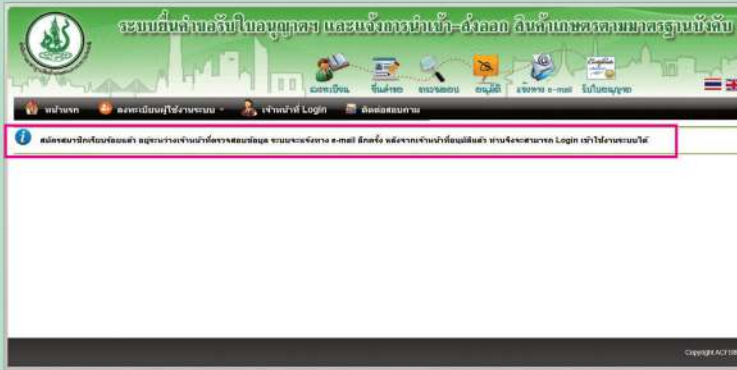 ระบบยื่นคำขอรับใบอนุญาตฯ และแจ้งการนำเข้า-ส่งออก สินค้าเกษตรตามมาตรฐานบังคับ
ลงทะเบียน ยื่นคำขอ ตรวจสอบ อนุมัติ แจ้งทาง e-mail รับใบอนุญาต
หน้าแรก ลงทะเบียนผู้ใช้งานระบบ เจ้าหน้าที่ Login ติดต่อสอบถาม
สมัครสมาชิกเรียบร้อยแล้ว อยู่ระหว่างเจ้าหน้าที่ตรวจสอบข้อมูล ระบบจะแจ้งทาง e-mail อีกครั้ง หลังจากเจ้าหน้าที่อนุมัติแล้ว ท่านจึงจะสามารถ Login เข้าใช้งานระบบได้
Copyright ACFS